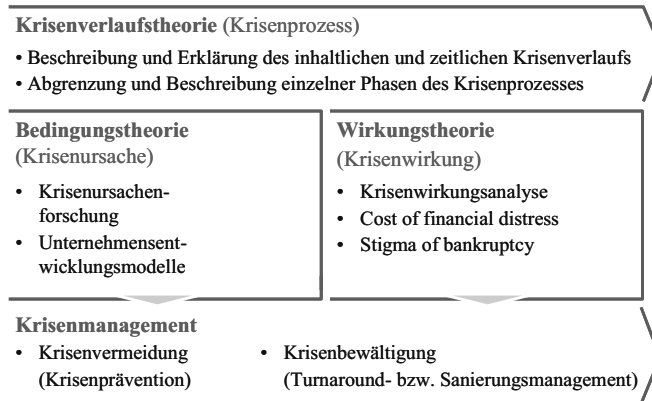 Krisenverlaufstheorie (Krisenprozess)
• Beschreibung und Erklärung des inhaltlichen und zeitlichen Krisenverlaufs
• Abgrenzung und Beschreibung einzelner Phasen des Krisenprozesses
Bedingungstheorie
(Krisenursache)
• Krisenursachen-
forschung
• Unternehmensent-
wicklungsmodelle
Wirkungstheorie
(Krisenwirkung)
• Krisenwirkungsanalyse
• Cost of financial distress
• Stigma of bankruptcy
Krisenmanagement
• Krisenvermeidung
(Krisenprävention)
• Krisenbewältigung
(Turnaround- bzw. Sanierungsmanagement)